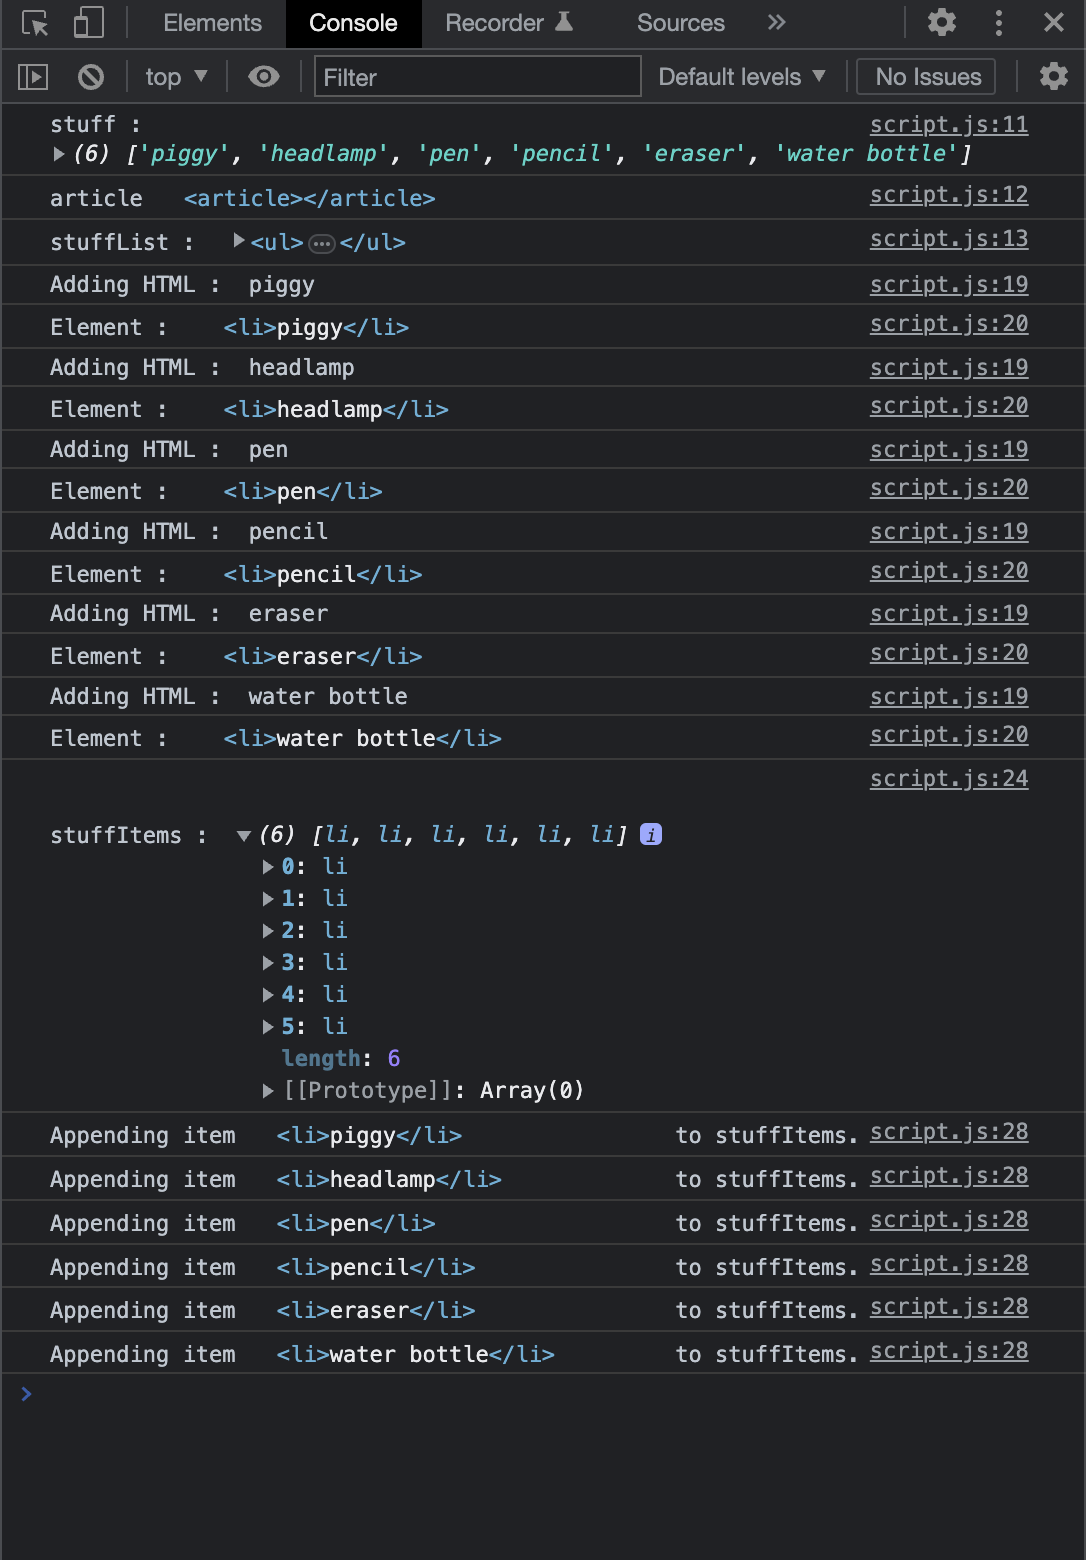 Elements Console Recorder Sources
top Filter Default levels No Issues
stuff : script.js:11
(6) ['piggy', 'headlamp', 'pen', 'pencil', 'eraser', 'water bottle']
article <article></article> script.js:12
stuffList : <ul>…</ul> script.js:13
Adding HTML : piggy script.js:19
Element : <li>piggy</li> script.js:20
Adding HTML : headlamp script.js:19
Element : <li>headlamp</li> script.js:20
Adding HTML : pen script.js:19
Element : <li>pen</li> script.js:20
Adding HTML : pencil script.js:19
Element : <li>pencil</li> script.js:20
Adding HTML : eraser script.js:19
Element : <li>eraser</li> script.js:20
Adding HTML : water bottle script.js:19
Element : <li>water bottle</li> script.js:20
script.js:24
stuffItems : (6) [li, li, li, li, li, li] i
0: li
1: li
2: li
3: li
4: li
5: li
length: 6
[[Prototype]]: Array(0)
Appending item <li>piggy</li> to stuffItems. script.js:28
Appending item <li>headlamp</li> to stuffItems. script.js:28
Appending item <li>pen</li> to stuffItems. script.js:28
Appending item <li>pencil</li> to stuffItems. script.js:28
Appending item <li>eraser</li> to stuffItems. script.js:28
Appending item <li>water bottle</li> to stuffItems. script.js:28